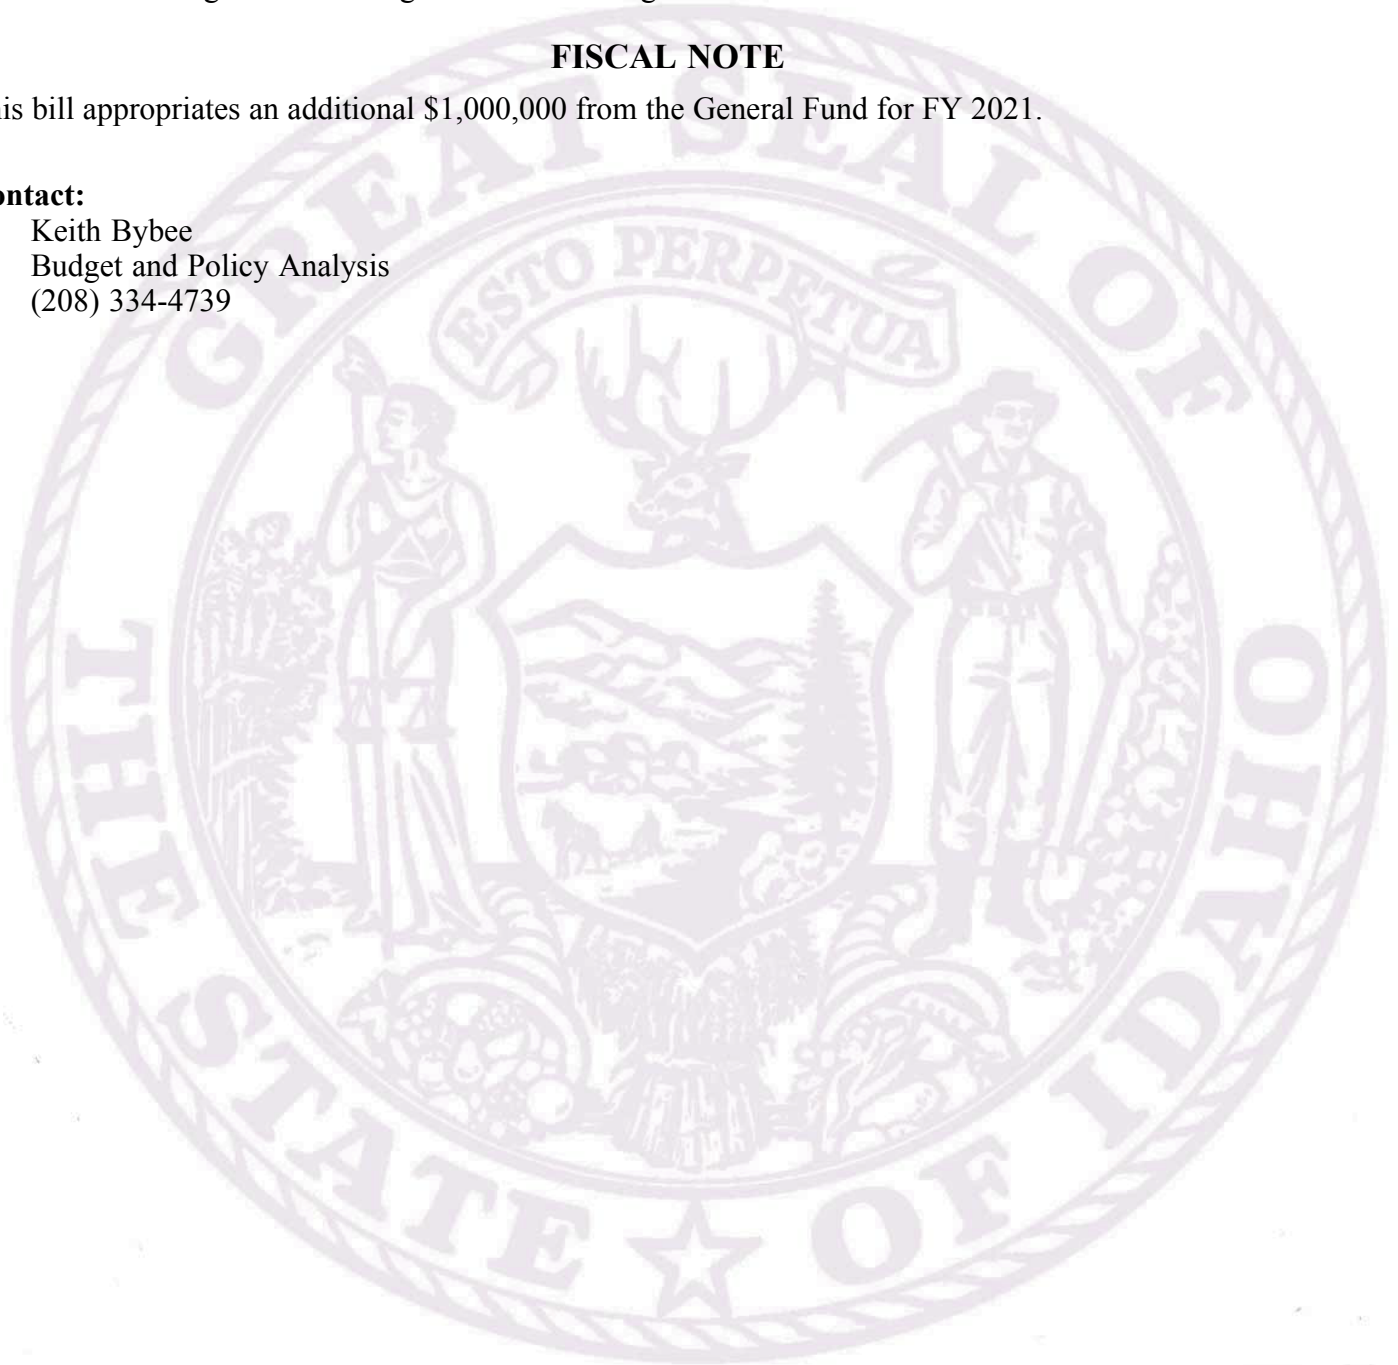 FISCAL NOTE
is bill appropriates an additional $1,000,000 from the General Fund for FY 2021.
ontact:
Keith Bybee
Budget and Policy Analysis
(208) 334-4739
GREAT SEAL OF
ESTO PERPETUA
THE STATE ☆ OF IDAHO